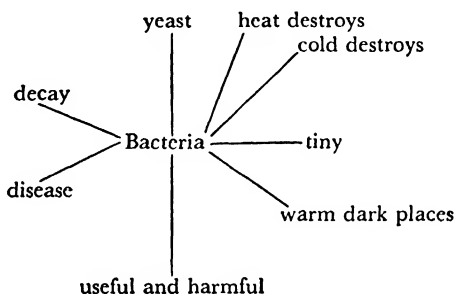 yeast
heat destroys
cold destroys
decay
Bacteria
tiny
disease
warm dark places
useful and harmful